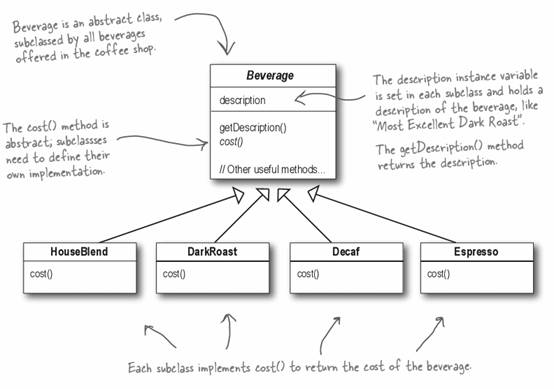 Beverage is an abstract class,
subclassed by all beverages
offered in the coffee shop.
Beverage
description
getDescription()
cost()
// Other useful methods...
The description instance variable
is set in each subclass and holds a
description of the beverage, like
"Most Excellent Dark Roast".
The getDescription() method
returns the description.
The cost() method is
abstract; subclasses
need to define their
own implementation.
HouseBlend
cost()
DarkRoast
cost()
Decaf
cost()
Espresso
cost()
Each subclass implements cost() to return the cost of the beverage.